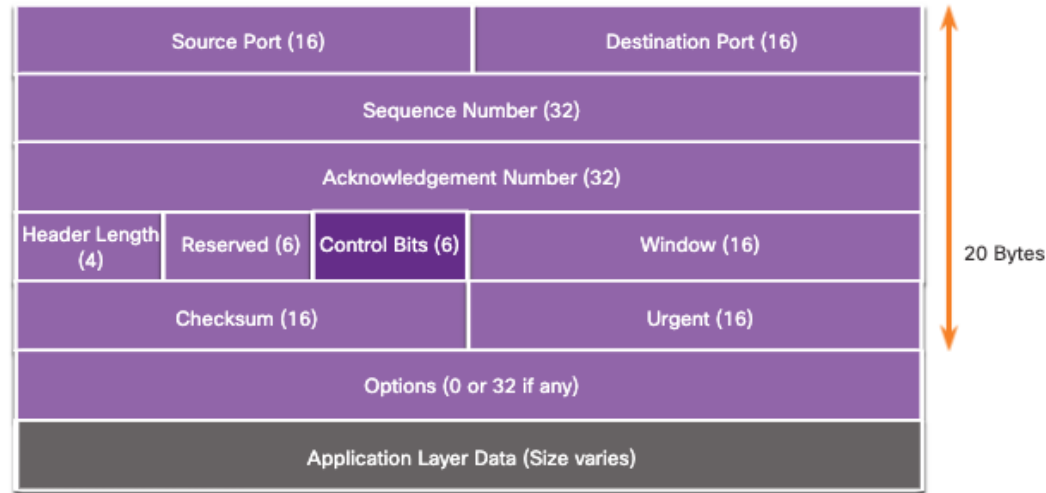 Source Port (16)
Destination Port (16)
Sequence Number (32)
Acknowledgement Number (32)
Header Length
(4)
Reserved (6)
Control Bits (6)
Window (16)
20 Bytes
Checksum (16)
Urgent (16)
Options (0 or 32 if any)
Application Layer Data (Size varies)